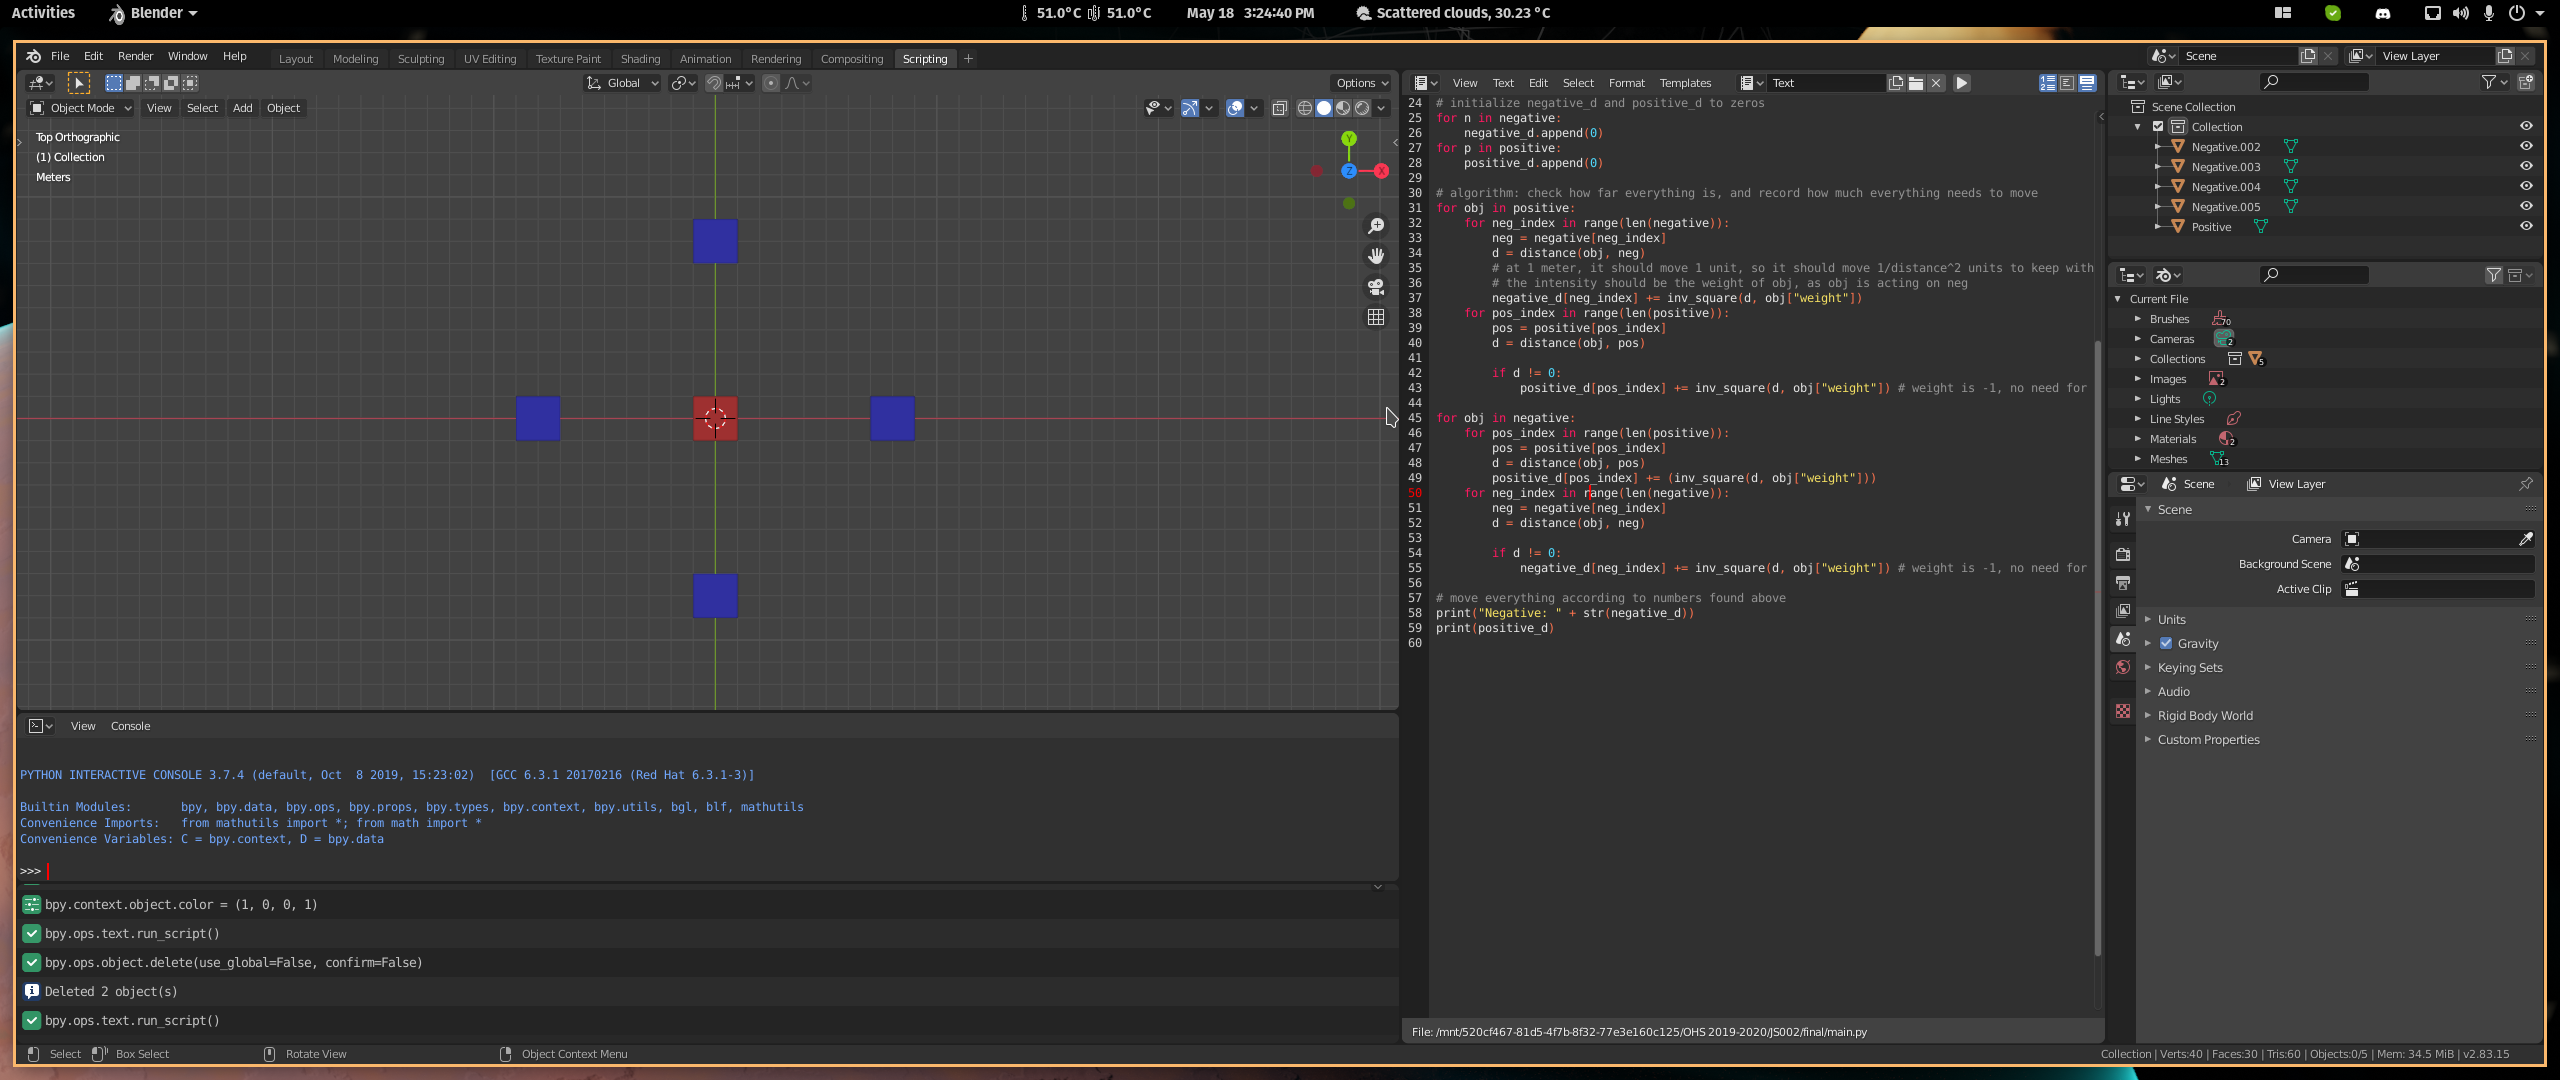 Activities Blender 51.0°C 51.0°C May 18 3:24:40 PM Scattered clouds, 30.23 °C
File Edit Render Window Help Layout Modeling Sculpting UV Editing Texture Paint Shading Animation Rendering Compositing Scripting + Scene View Layer
Global Options
Object Mode View Select Add Object
Top Orthographic
(1) Collection
Meters
Y
Z
X
View Console
PYTHON INTERACTIVE CONSOLE 3.7.4 (default, Oct  8 2019, 15:23:02)  [GCC 6.3.1 20170216 (Red Hat 6.3.1-3)]
Builtin Modules:       bpy, bpy.data, bpy.ops, bpy.props, bpy.types, bpy.context, bpy.utils, bgl, blf, mathutils
Convenience Imports:   from mathutils import *; from math import *
Convenience Variables: C = bpy.context, D = bpy.data
>>>
bpy.context.object.color = (1, 0, 0, 1)
bpy.ops.text.run_script()
bpy.ops.object.delete(use_global=False, confirm=False)
Deleted 2 object(s)
bpy.ops.text.run_script()
View Text Edit Select Format Templates Text
24 # initialize negative_d and positive_d to zeros
25 for n in negative:
26     negative_d.append(0)
27 for p in positive:
28     positive_d.append(0)
29
30 # algorithm: check how far everything is, and record how much everything needs to move
31 for obj in positive:
32     for neg_index in range(len(negative)):
33         neg = negative[neg_index]
34         d = distance(obj, neg)
35         # at 1 meter, it should move 1 unit, so it should move 1/distance^2 units to keep with
36         # the intensity should be the weight of obj, as obj is acting on neg
37         negative_d[neg_index] += inv_square(d, obj["weight"])
38     for pos_index in range(len(positive)):
39         pos = positive[pos_index]
40         d = distance(obj, pos)
41
42         if d != 0:
43             positive_d[pos_index] += inv_square(d, obj["weight"]) # weight is -1, no need for
44
45 for obj in negative:
46     for pos_index in range(len(positive)):
47         pos = positive[pos_index]
48         d = distance(obj, pos)
49         positive_d[pos_index] += (inv_square(d, obj["weight"]))
50     for neg_index in range(len(negative)):
51         neg = negative[neg_index]
52         d = distance(obj, neg)
53
54         if d != 0:
55             negative_d[neg_index] += inv_square(d, obj["weight"]) # weight is -1, no need for
56
57 # move everything according to numbers found above
58 print("Negative: " + str(negative_d))
59 print(positive_d)
60
File: /mnt/520cf467-81d5-4f7b-8f32-77e3e160c125/OHS 2019-2020/JS002/final/main.py
Scene Collection
Collection
Negative.002
Negative.003
Negative.004
Negative.005
Positive
Current File
Brushes 70
Cameras 2
Collections 5
Images 2
Lights
Line Styles
Materials 2
Meshes 13
Scene View Layer
Scene
Camera
Background Scene
Active Clip
Units
Gravity
Keying Sets
Audio
Rigid Body World
Custom Properties
Select Box Select Rotate View Object Context Menu Collection | Verts:40 | Faces:30 | Tris:60 | Objects:0/5 | Mem: 34.5 MiB | v2.83.15